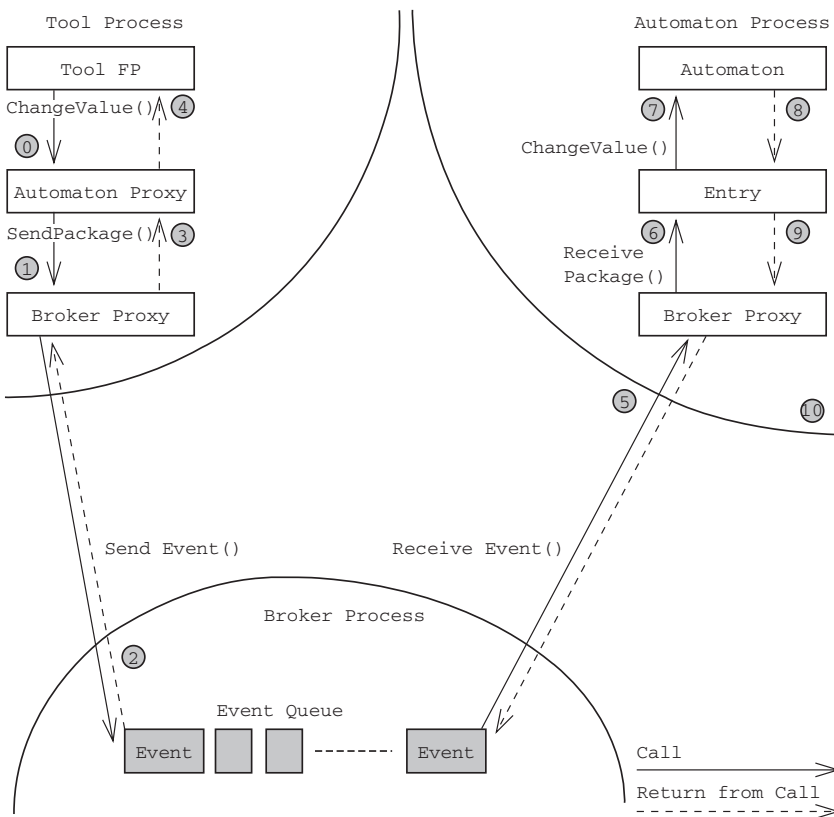 Tool Process
Automaton Process
Tool FP
Automaton
ChangeValue()
4
7
8
0
ChangeValue()
Automaton Proxy
Entry
SendPackage()
3
6
9
1
Receive
Package()
Broker Proxy
Broker Proxy
5
10
Send Event()
Receive Event()
Broker Process
2
Event Queue
Event
Event
Call
Return from Call